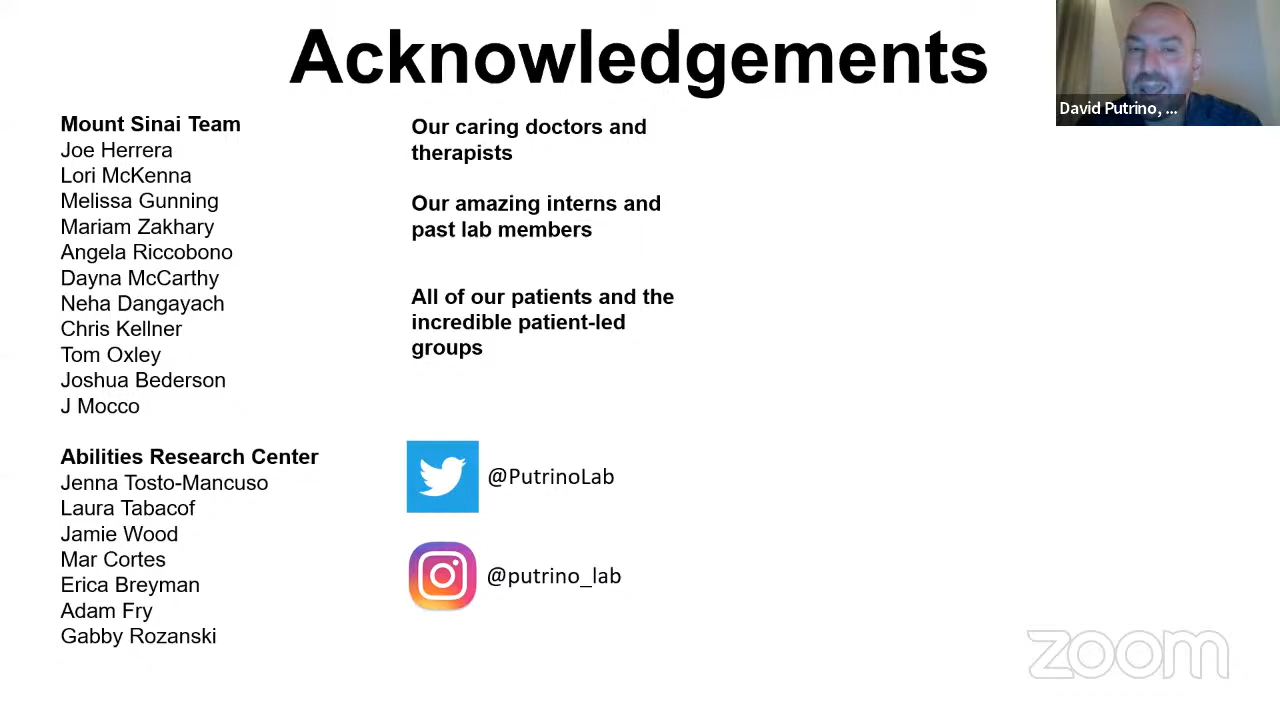 Acknowledgements
David Putrino, ...
Mount Sinai Team
Joe Herrera
Lori McKenna
Melissa Gunning
Mariam Zakhary
Angela Riccobono
Dayna McCarthy
Neha Dangayach
Chris Kellner
Tom Oxley
Joshua Bederson
J Mocco
Abilities Research Center
Jenna Tosto-Mancuso
Laura Tabacof
Jamie Wood
Mar Cortes
Erica Breyman
Adam Fry
Gabby Rozanski
Our caring doctors and
therapists
Our amazing interns and
past lab members
All of our patients and the
incredible patient-led
groups
@PutrinoLab
@putrino_lab
zoom